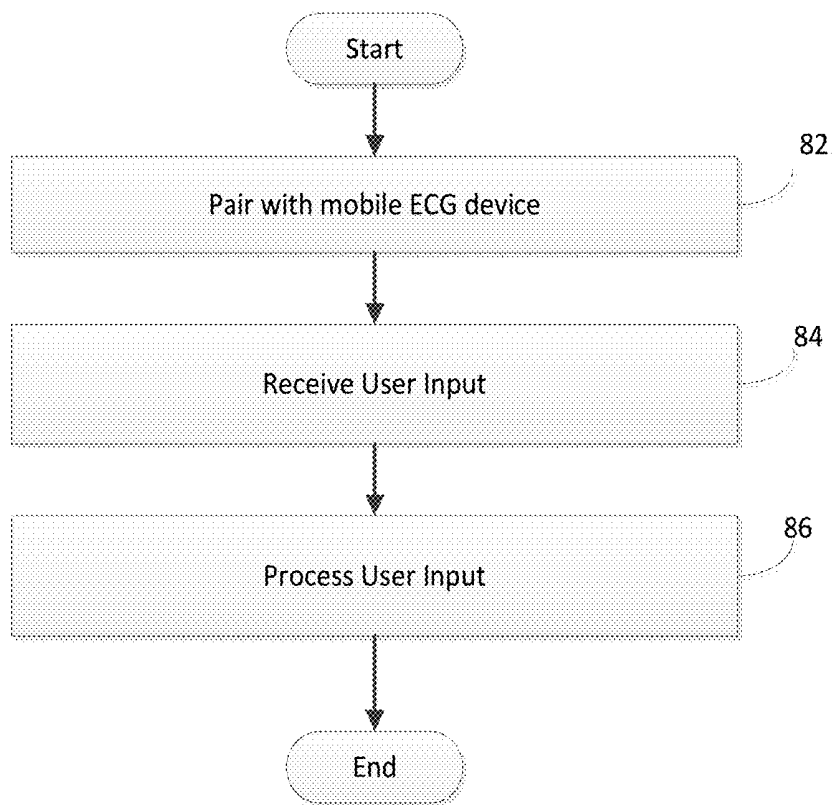 Start
82
Pair with mobile ECG device
84
Receive User Input
86
Process User Input
End